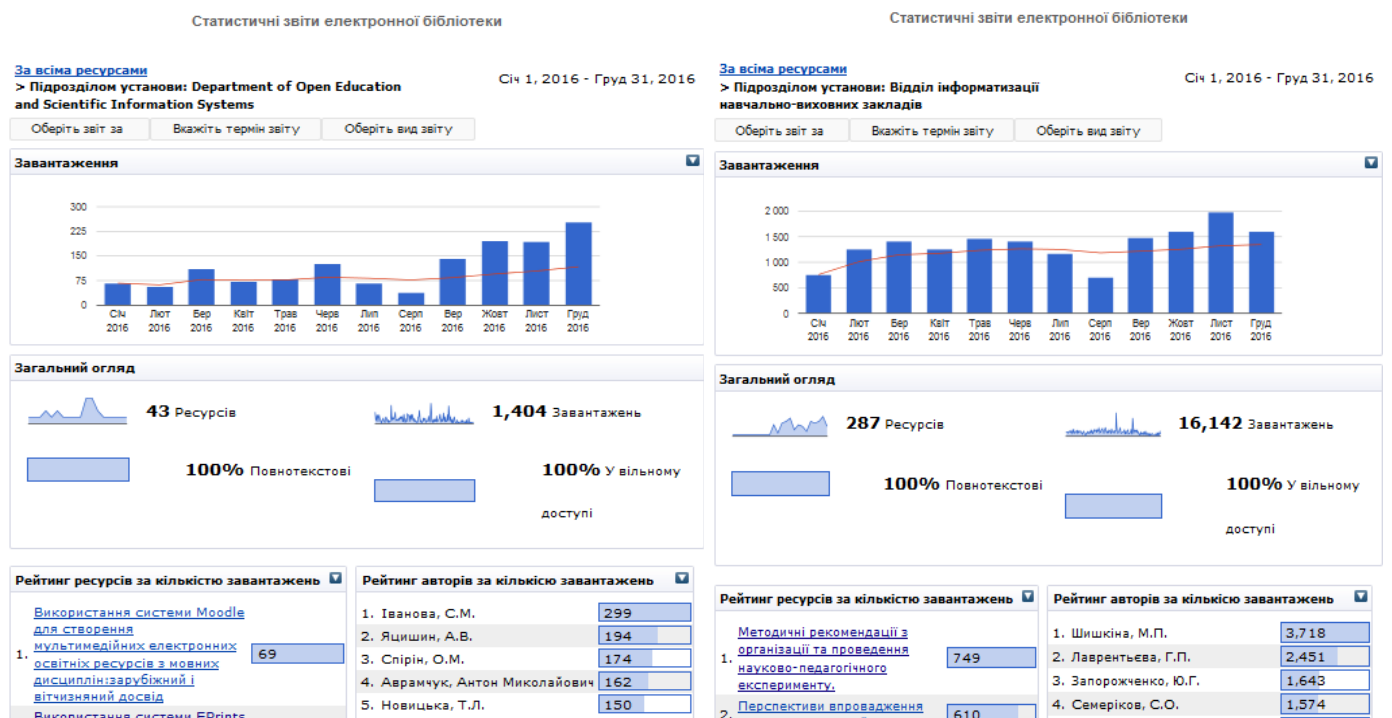 Статистичні звіти електронної бібліотеки
За всіма ресурсами
> Підрозділом установи: Department of Open Education
and Scientific Information Systems
Січ 1, 2016 - Груд 31, 2016
Оберіть звіт за
Вкажіть термін звіту
Оберіть вид звіту
Завантаження
300
225
150
75
0
Січ Лют Бер Квіт Трав Черв Лип Серп Вер Жовт Лист Груд
2016 2016 2016 2016 2016 2016 2016 2016 2016 2016 2016 2016
Загальний огляд
43 Ресурсів
1,404 Завантажень
100% Повнотекстові
100% У вільному
доступі
Рейтинг ресурсів за кількістю завантажень
Використання системи Moodle
для створення
1. мультимедійних електронних 69
освітніх ресурсів з мовних
дисциплін:зарубіжний і
вітчизняний досвід
Використання системи EPrints
Рейтинг авторів за кількісю завантажень
1. Іванова, С.М. 299
2. Яцишин, А.В. 194
3. Спірін, О.М. 174
4. Аврамчук, Антон Миколайович 162
5. Новицька, Т.Л. 150
Статистичні звіти електронної бібліотеки
За всіма ресурсами
> Підрозділом установи: Відділ інформатизації
навчально-виховних закладів
Січ 1, 2016 - Груд 31, 2016
Оберіть звіт за
Вкажіть термін звіту
Оберіть вид звіту
Завантаження
2 000
1 500
1 000
500
0
Січ Лют Бер Квіт Трав Черв Лип Серп Вер Жовт Лист Груд
2016 2016 2016 2016 2016 2016 2016 2016 2016 2016 2016 2016
Загальний огляд
287 Ресурсів
16,142 Завантажень
100% Повнотекстові
100% У вільному
доступі
Рейтинг ресурсів за кількістю завантажень
Методичні рекомендації з
1. організації та проведення 749
науково-педагогічного
експерименту.
2. Перспективи впровадження 610
Рейтинг авторів за кількісю завантажень
1. Шишкіна, М.П. 3,718
2. Лаврентьєва, Г.П. 2,451
3. Запорожченко, Ю.Г. 1,643
4. Семеріков, С.О. 1,574